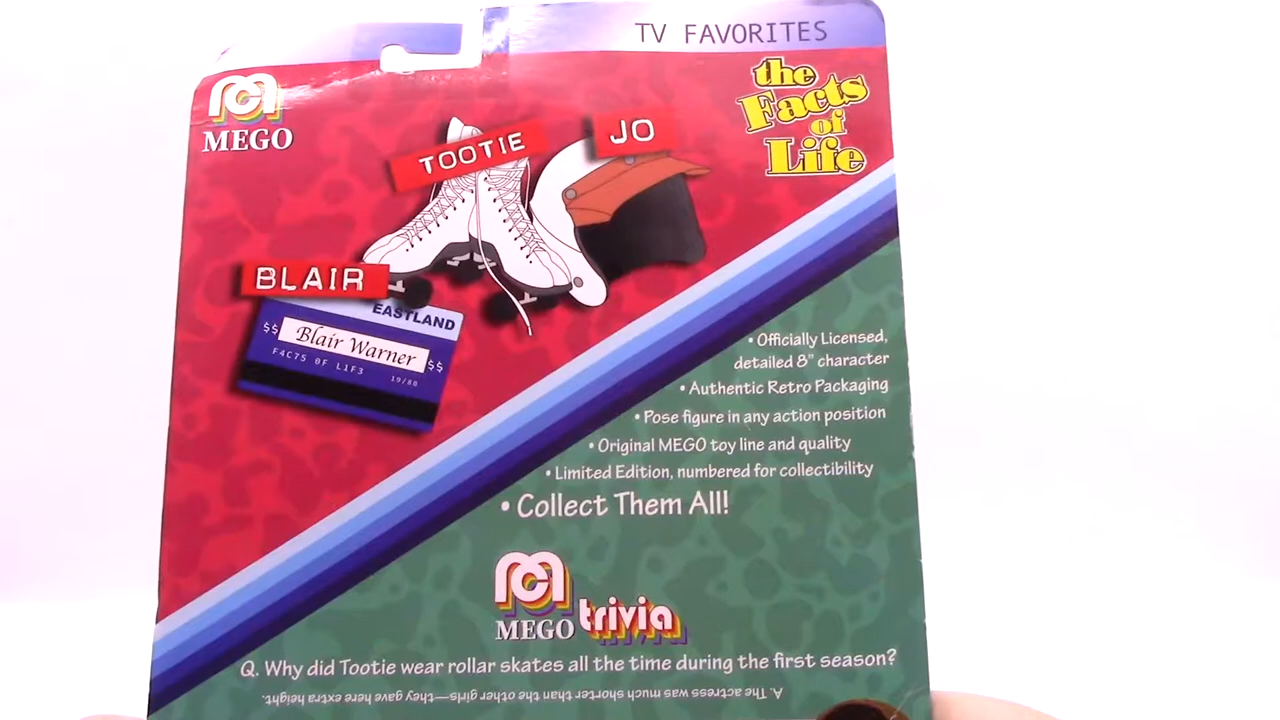 TV FAVORITES
MEGO
the
Facts
of
Life
TOOTIE
JO
BLAIR
EASTLAND
$$ Blair Warner $$
F4C75 0F L1F3
19/80
• Officially Licensed,
detailed 8" character
• Authentic Retro Packaging
• Pose figure in any action position
• Original MEGO toy line and quality
• Limited Edition, numbered for collectibility
• Collect Them All!
MEGO trivia
Q. Why did Tootie wear rollar skates all the time during the first season?
A. The actress was much shorter than the other girls—they gave here extra height.